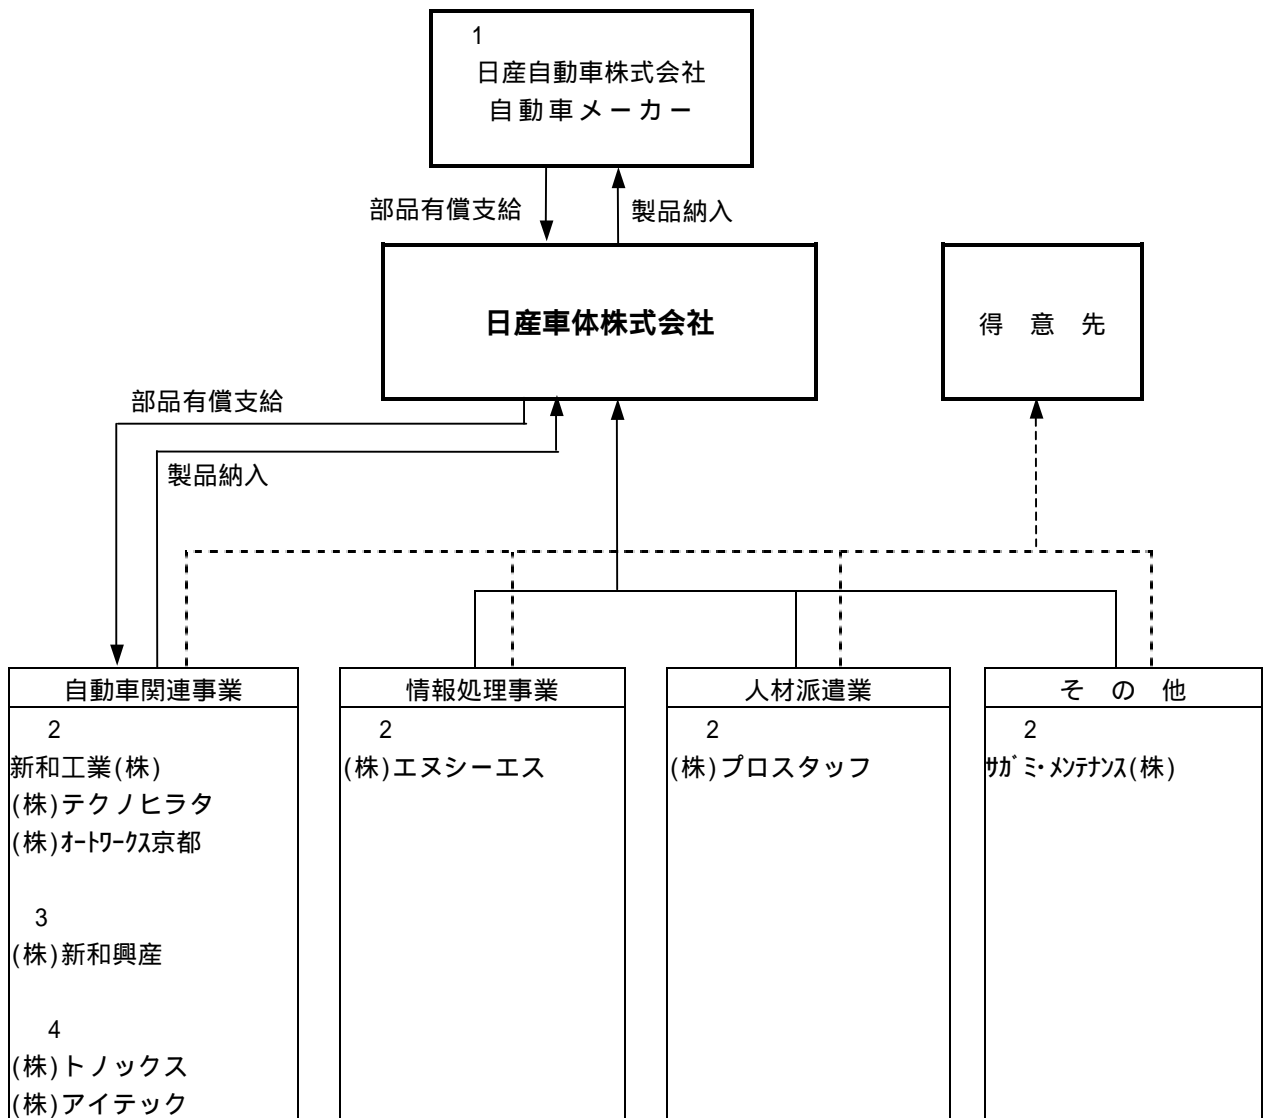 1
日産自動車株式会社
自動車メーカー
部品有償支給
製品納入
日産車体株式会社
得 意 先
部品有償支給
製品納入
自動車関連事業
2
新和工業(株)
(株)テクノヒラタ
(株)ｵｰﾄﾜｰｸｽ京都
3
(株)新和興産
4
(株)トノックス
(株)アイテック
情報処理事業
2
(株)エヌシーエス
人材派遣業
2
(株)プロスタッフ
そ の 他
2
ｻｶﾞﾐ・ﾒﾝﾃﾅﾝｽ(株)